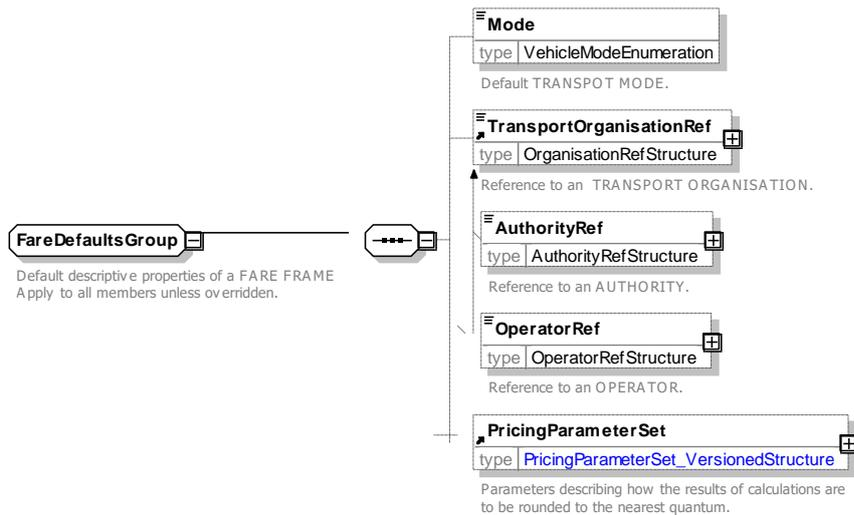 Mode
type VehicleModeEnumeration
Default TRANSPOT MODE.
TransportOrganisationRef
type OrganisationRefStructure
Reference to an TRANSPORT ORGANISATION.
FareDefaultsGroup
Default descriptive properties of a FARE FRAME
Apply to all members unless overridden.
AuthorityRef
type AuthorityRefStructure
Reference to an AUTHORITY.
OperatorRef
type OperatorRefStructure
Reference to an OPERATOR.
PricingParameterSet
type PricingParameterSet_VersionedStructure
Parameters describing how the results of calculations are
to be rounded to the nearest quantum.